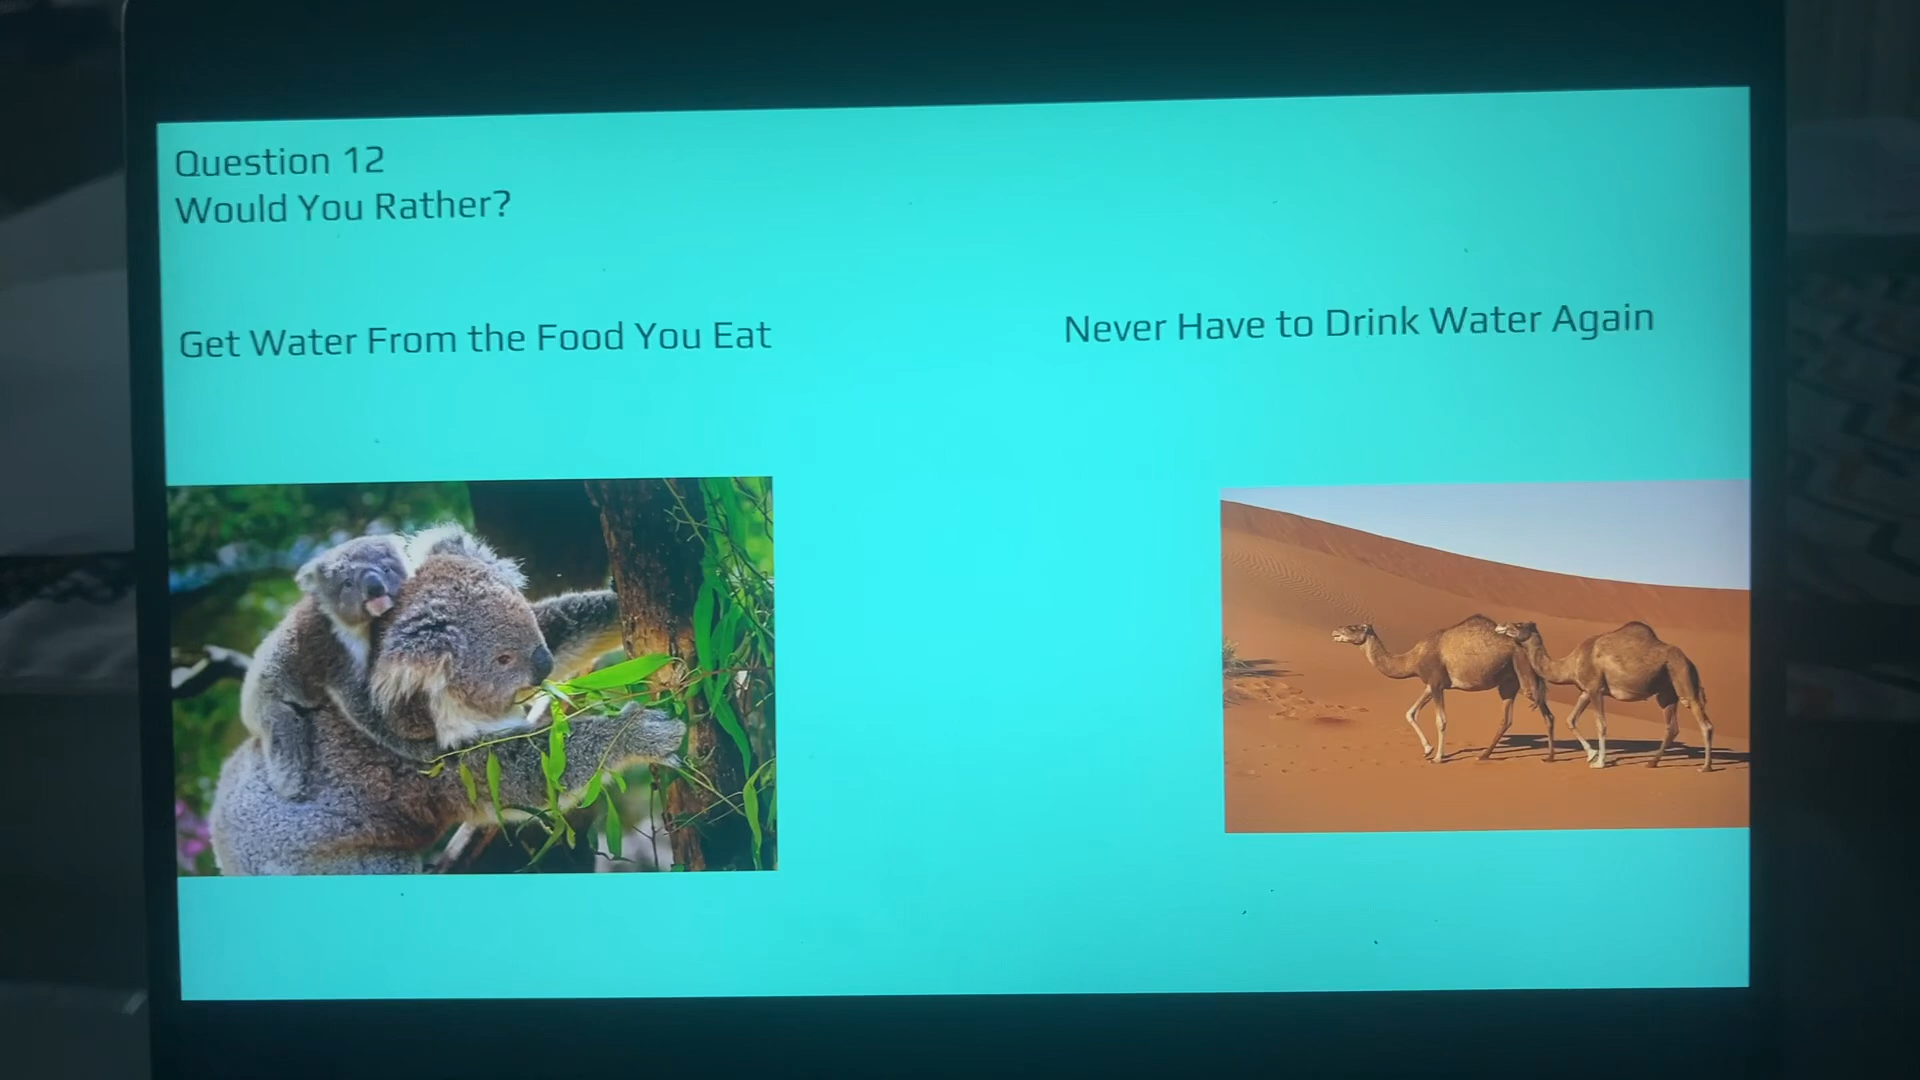 Question 12
Would You Rather?
Get Water From the Food You Eat
Never Have to Drink Water Again